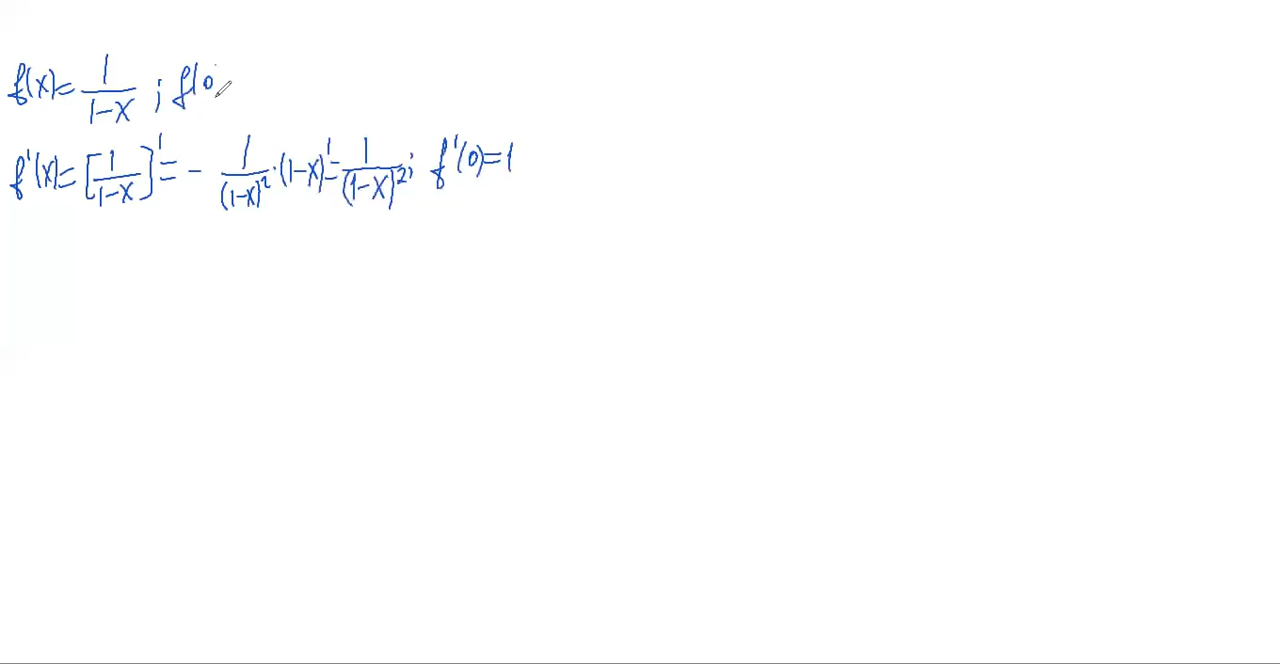 f(x)= 1/(1-x) ; f(0
f'(x)= [1/(1-x)]' = - 1/(1-x)² · (1-x)' = 1/(1-x)² ; f'(0)=1